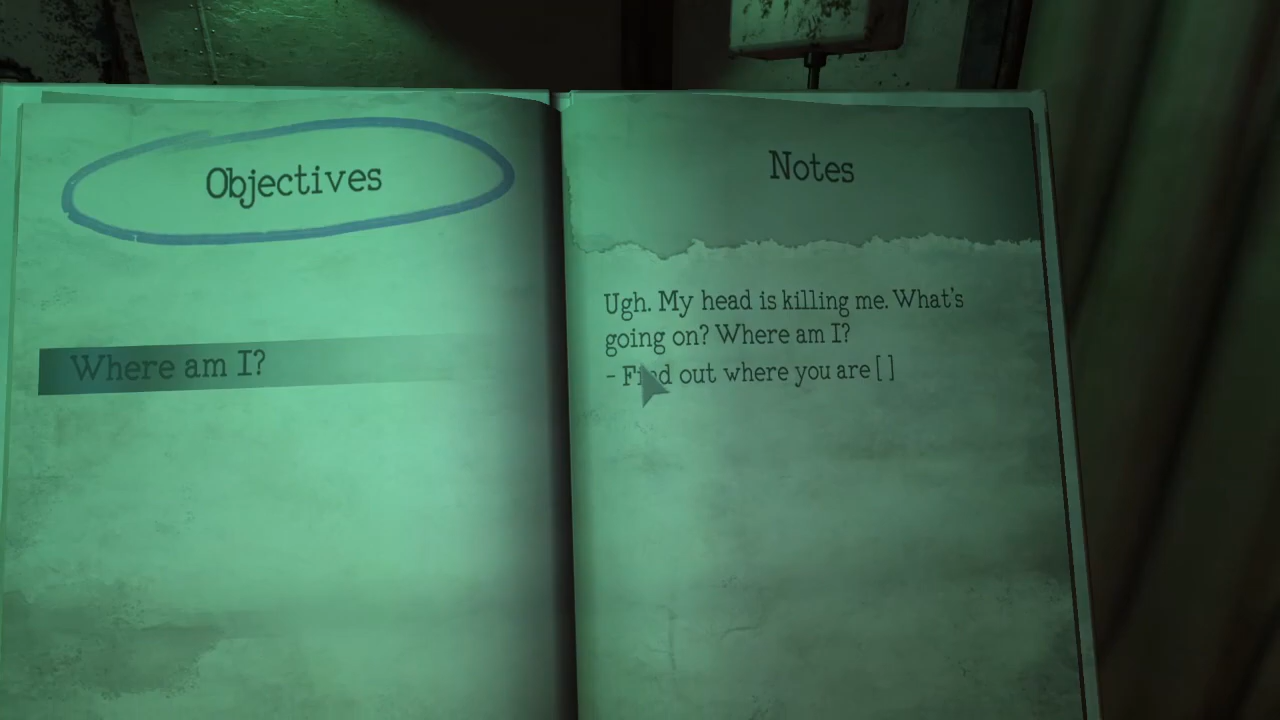 Objectives
Where am I?
Notes
Ugh. My head is killing me. What's
going on? Where am I?
- Find out where you are [ ]